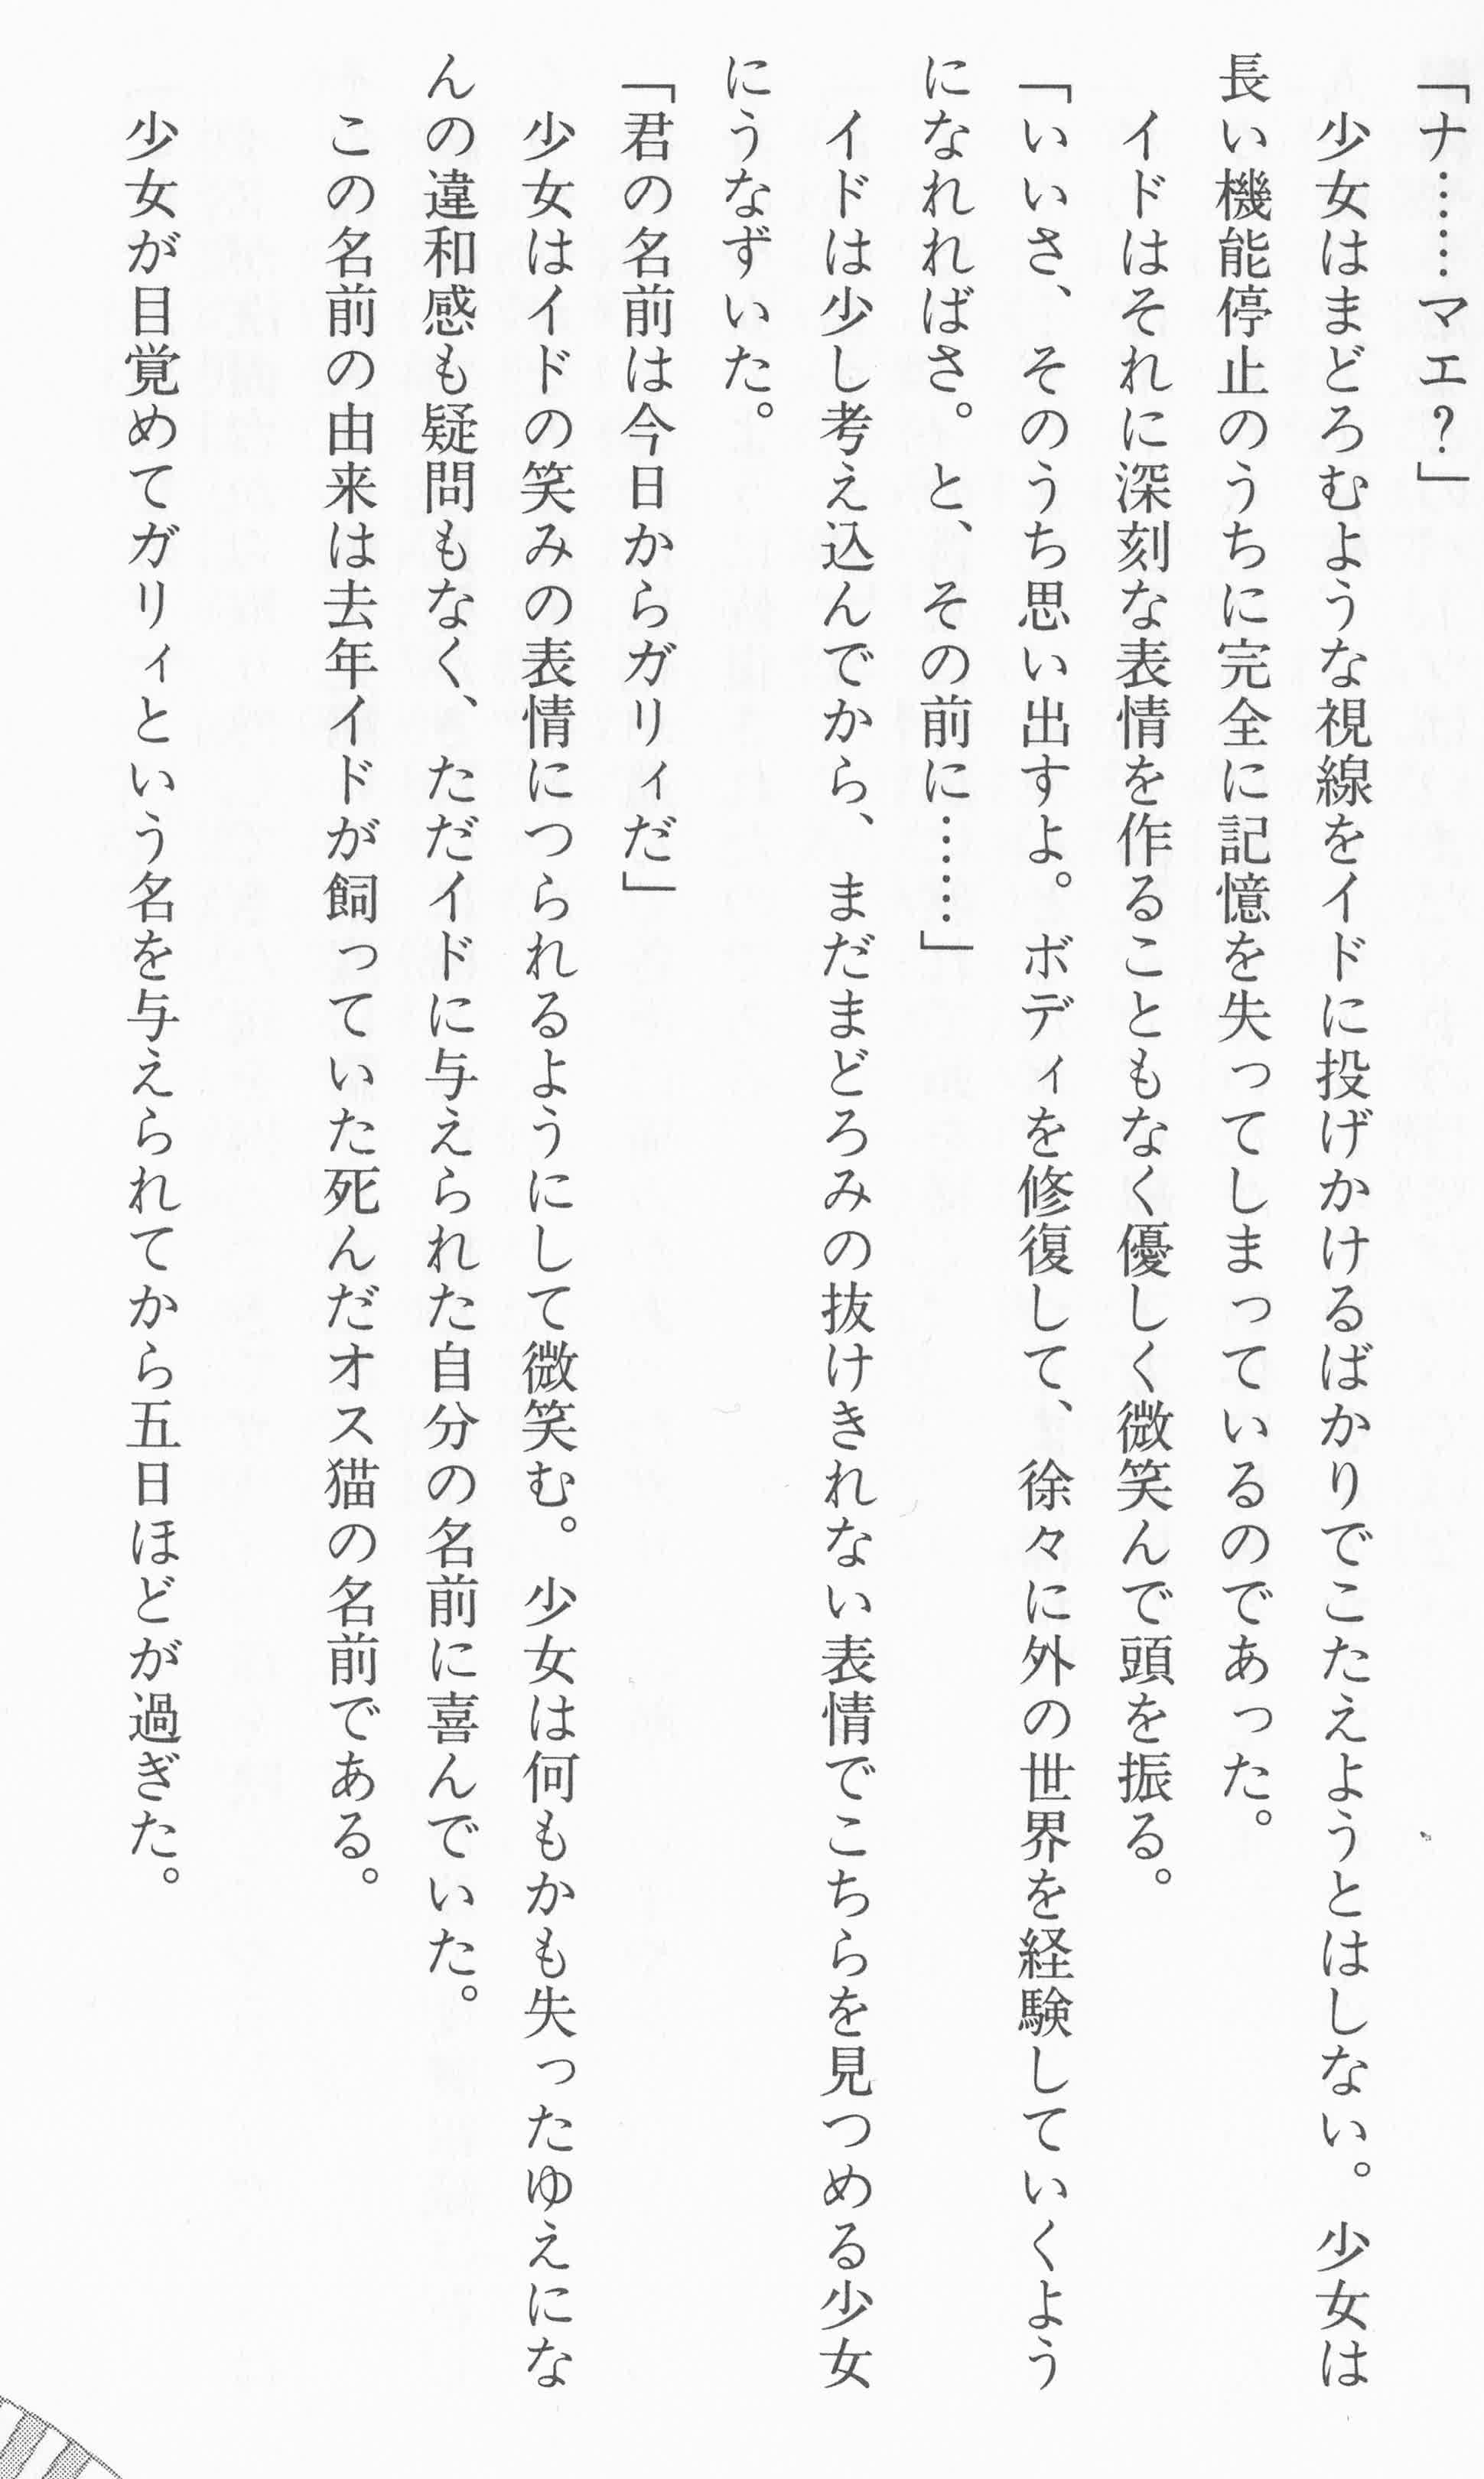 「ナ……マエ？」
　少女はまどろむような視線をイドに投げかけるばかりでこたえようとはしない。少女は
長い機能停止のうちに完全に記憶を失ってしまっているのであった。
　イドはそれに深刻な表情を作ることもなく優しく微笑んで頭を振る。
「いいさ、そのうち思い出すよ。ボディを修復して、徐々に外の世界を経験していくよう
になれればさ。と、その前に……」
　イドは少し考え込んでから、まだまどろみの抜けきれない表情でこちらを見つめる少女
にうなずいた。
「君の名前は今日からガリィだ」
　少女はイドの笑みの表情につられるようにして微笑む。少女は何もかも失ったゆえにな
んの違和感も疑問もなく、ただイドに与えられた自分の名前に喜んでいた。
　この名前の由来は去年イドが飼っていた死んだオス猫の名前である。
　少女が目覚めてガリィという名を与えられてから五日ほどが過ぎた。